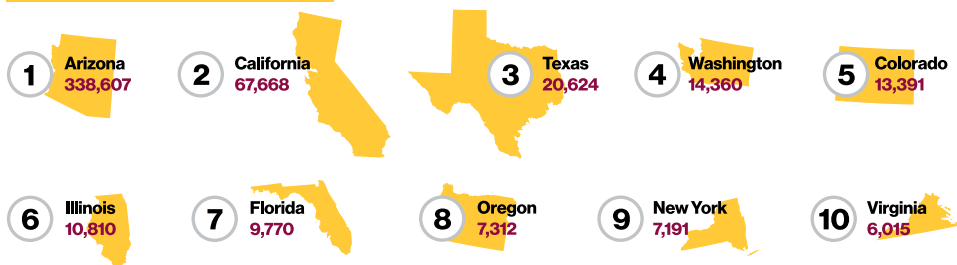 1 Arizona
338,607
2 California
67,668
3 Texas
20,624
4 Washington
14,360
5 Colorado
13,391
6 Illinois
10,810
7 Florida
9,770
8 Oregon
7,312
9 New York
7,191
10 Virginia
6,015